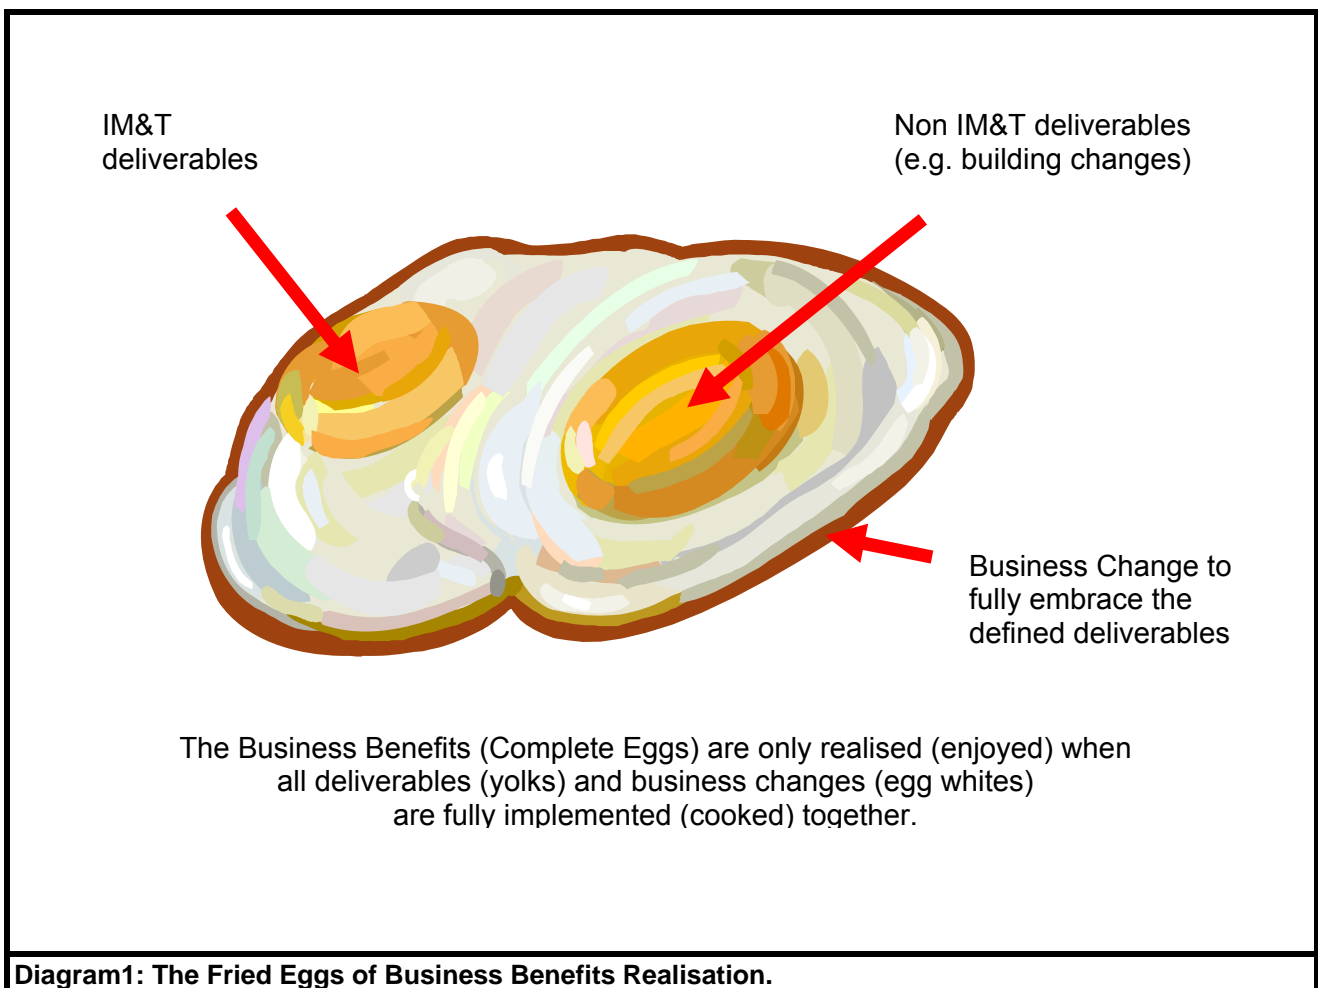 IM&T
deliverables
Non IM&T deliverables
(e.g. building changes)
Business Change to
fully embrace the
defined deliverables
The Business Benefits (Complete Eggs) are only realised (enjoyed) when
all deliverables (yolks) and business changes (egg whites)
are fully implemented (cooked) together.
Diagram1: The Fried Eggs of Business Benefits Realisation.